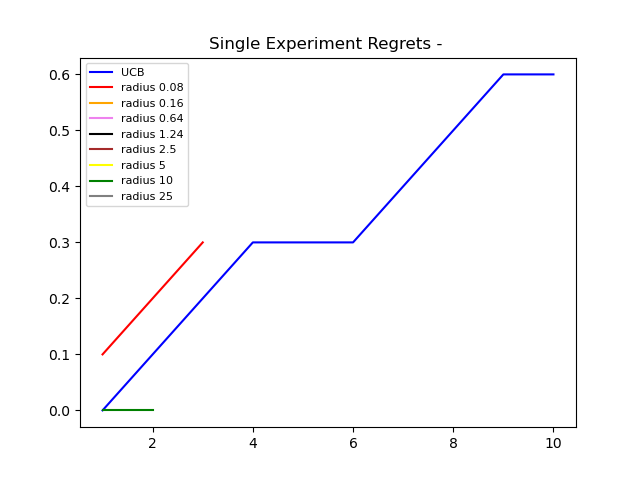 Single Experiment Regrets -
UCB
radius 0.08
radius 0.16
radius 0.64
radius 1.24
radius 2.5
radius 5
radius 10
radius 25
0.6
0.5
0.4
0.3
0.2
0.1
0.0
2 4 6 8 10